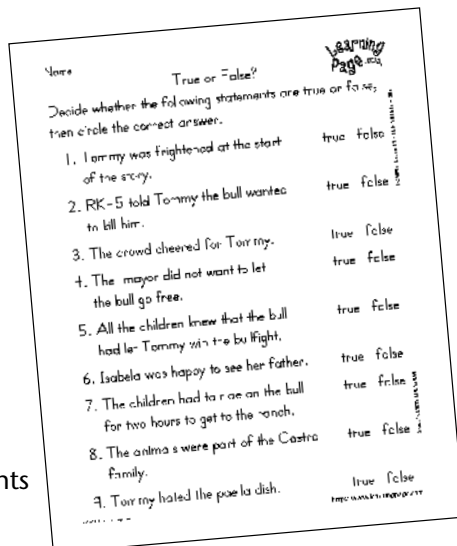 Name
Learning
Page.com
True or False?
Decide whether the following statements are true or false,
then circle the correct answer.
1. Tommy was frightened at the start true false
of the story.
2. RK-5 told Tommy the bull wanted true false
to kill him.
3. The crowd cheered for Tommy. true false
4. The mayor did not want to let true false
the bull go free.
5. All the children knew that the bull true false
had let Tommy win the bullfight.
6. Isabela was happy to see her father. true false
7. The children had to ride on the bull true false
for two hours to get to the ranch.
8. The animals were part of the Castro true false
family.
9. Tommy hated the paella dish. true false
nts